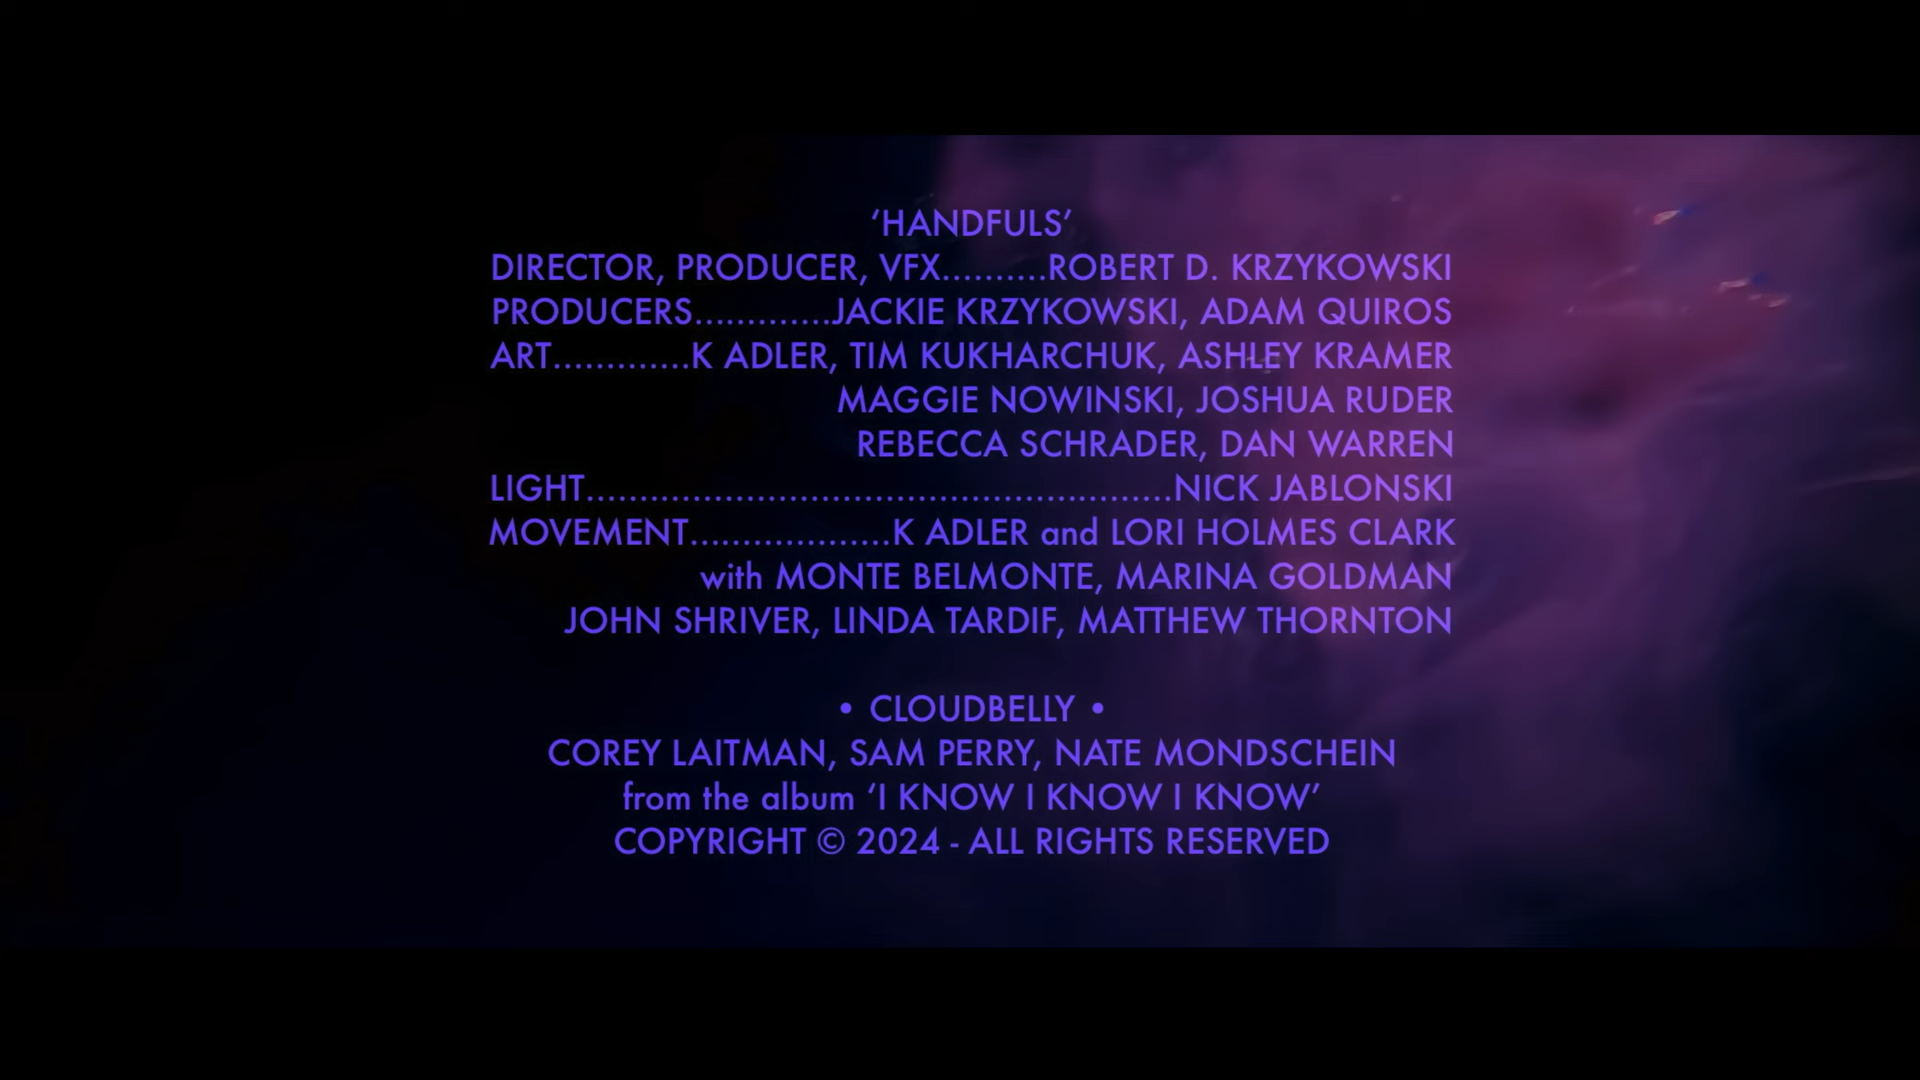 ‘HANDFULS’
DIRECTOR, PRODUCER, VFX..........ROBERT D. KRZYKOWSKI
PRODUCERS.............JACKIE KRZYKOWSKI, ADAM QUIROS
ART.............K ADLER, TIM KUKHARCHUK, ASHLEY KRAMER
MAGGIE NOWINSKI, JOSHUA RUDER
REBECCA SCHRADER, DAN WARREN
LIGHT.......................................................NICK JABLONSKI
MOVEMENT...................K ADLER and LORI HOLMES CLARK
with MONTE BELMONTE, MARINA GOLDMAN
JOHN SHRIVER, LINDA TARDIF, MATTHEW THORNTON
• CLOUDBELLY •
COREY LAITMAN, SAM PERRY, NATE MONDSCHEIN
from the album ‘I KNOW I KNOW I KNOW’
COPYRIGHT © 2024 - ALL RIGHTS RESERVED